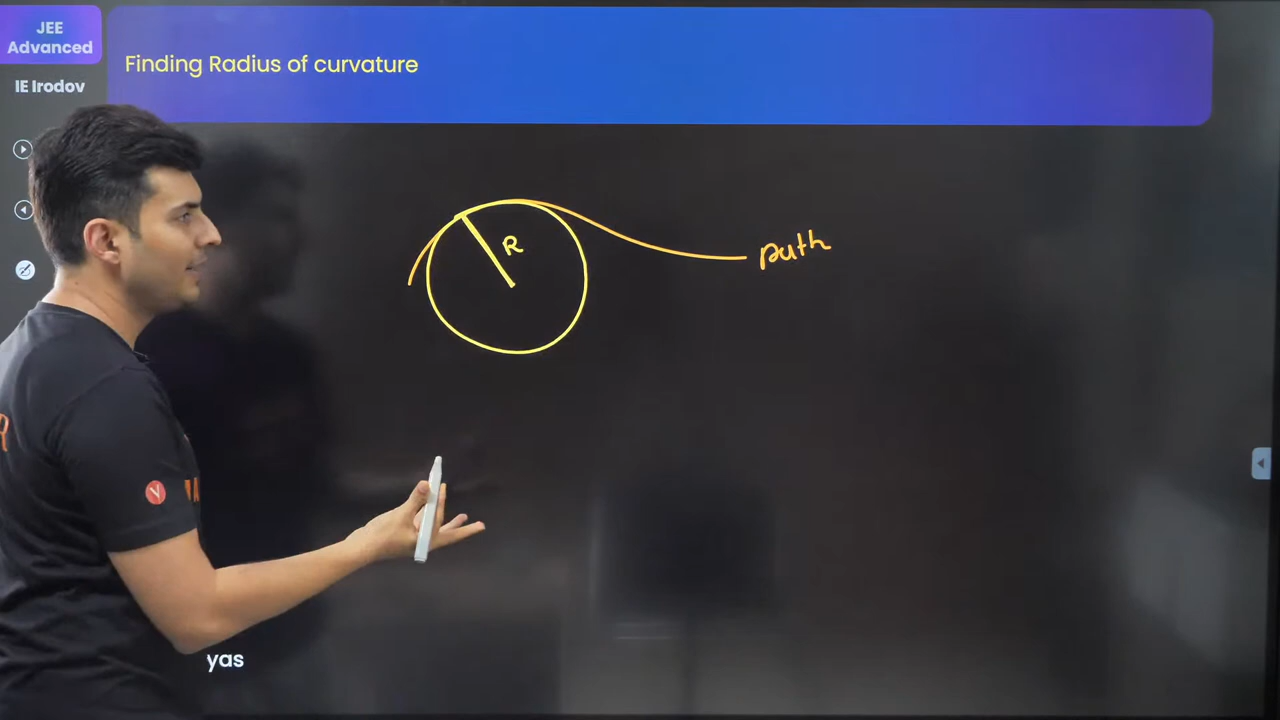 JEE
Advanced
IE Irodov
Finding Radius of curvature
R
path
yas